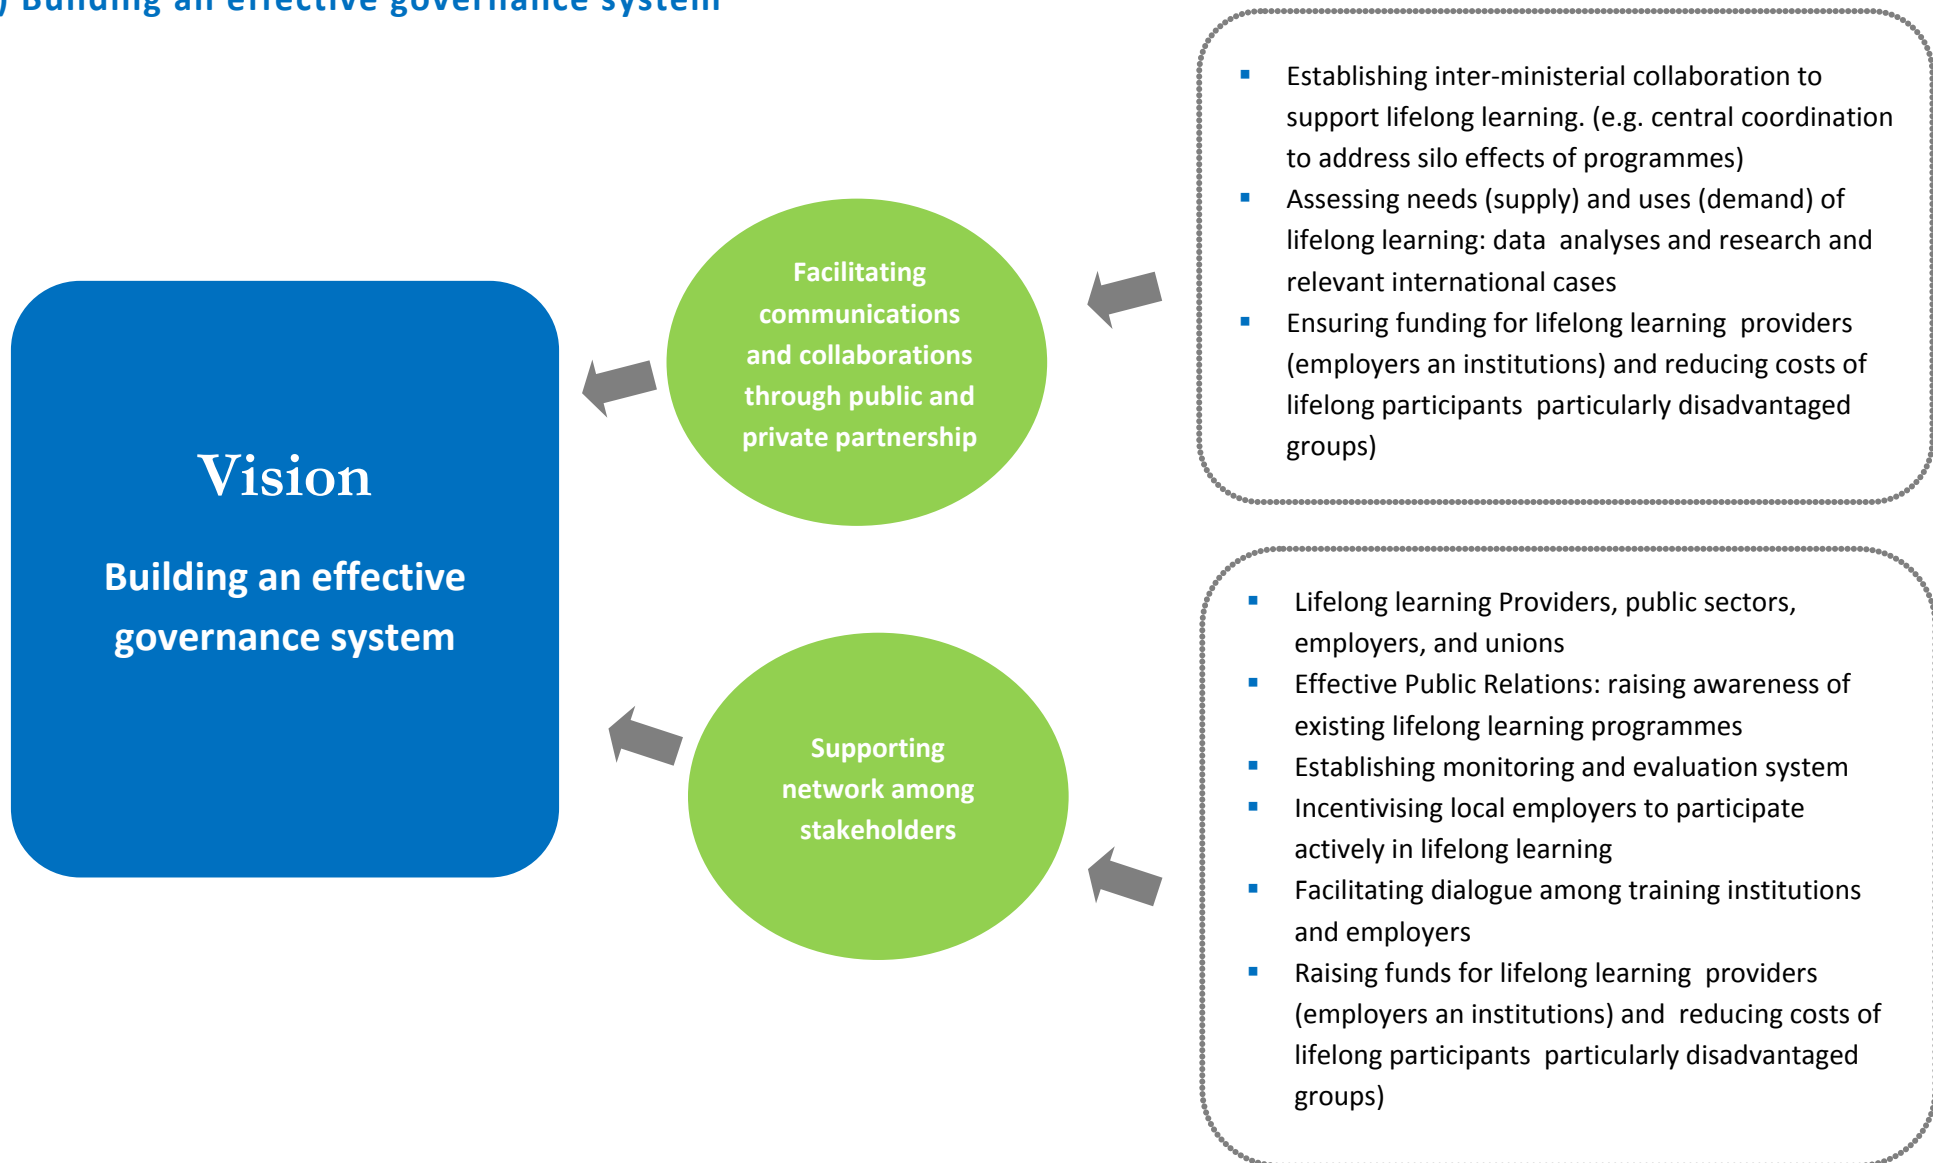 ) Building an effective governance system
Vision
Building an effective
governance system
Facilitating
communications
and collaborations
through public and
private partnership
Supporting
network among
stakeholders
▪ Establishing inter-ministerial collaboration to
support lifelong learning. (e.g. central coordination
to address silo effects of programmes)
▪ Assessing needs (supply) and uses (demand) of
lifelong learning: data  analyses and research and
relevant international cases
▪ Ensuring funding for lifelong learning  providers
(employers an institutions) and reducing costs of
lifelong participants  particularly disadvantaged
groups)
▪ Lifelong learning Providers, public sectors,
employers, and unions
▪ Effective Public Relations: raising awareness of
existing lifelong learning programmes
▪ Establishing monitoring and evaluation system
▪ Incentivising local employers to participate
actively in lifelong learning
▪ Facilitating dialogue among training institutions
and employers
▪ Raising funds for lifelong learning  providers
(employers an institutions) and  reducing costs of
lifelong participants  particularly disadvantaged
groups)